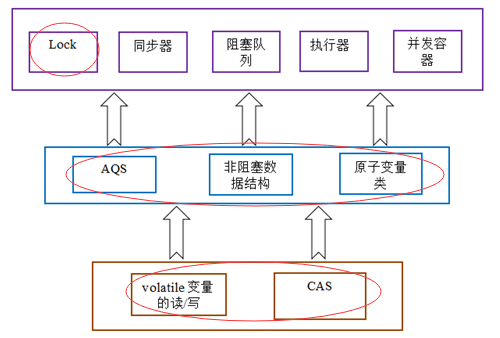 Lock
同步器
阻塞队
列
执行器
并发容
器
AQS
非阻塞数
据结构
原子变量
类
volatile 变量
的读/写
CAS